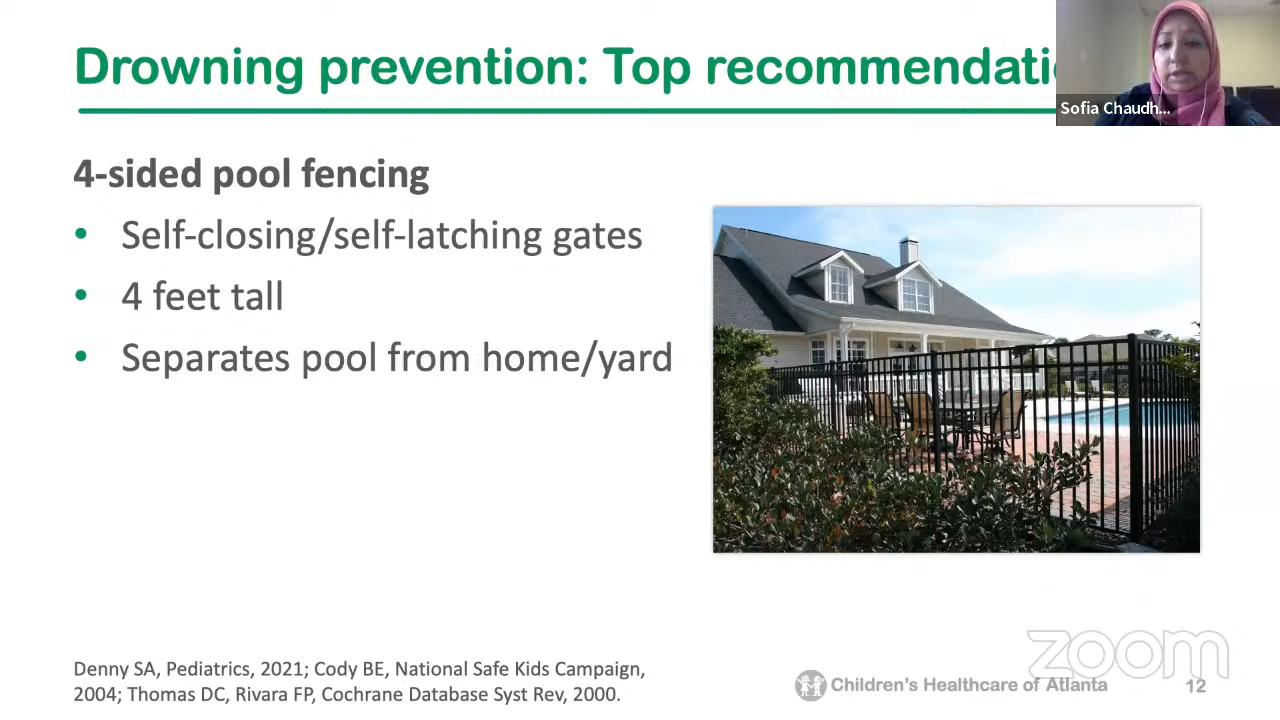 Drowning prevention: Top recommendati
Sofia Chaudh...
4-sided pool fencing
• Self-closing/self-latching gates
• 4 feet tall
• Separates pool from home/yard
Denny SA, Pediatrics, 2021; Cody BE, National Safe Kids Campaign,
2004; Thomas DC, Rivara FP, Cochrane Database Syst Rev, 2000.
zoom
Children's Healthcare of Atlanta
12